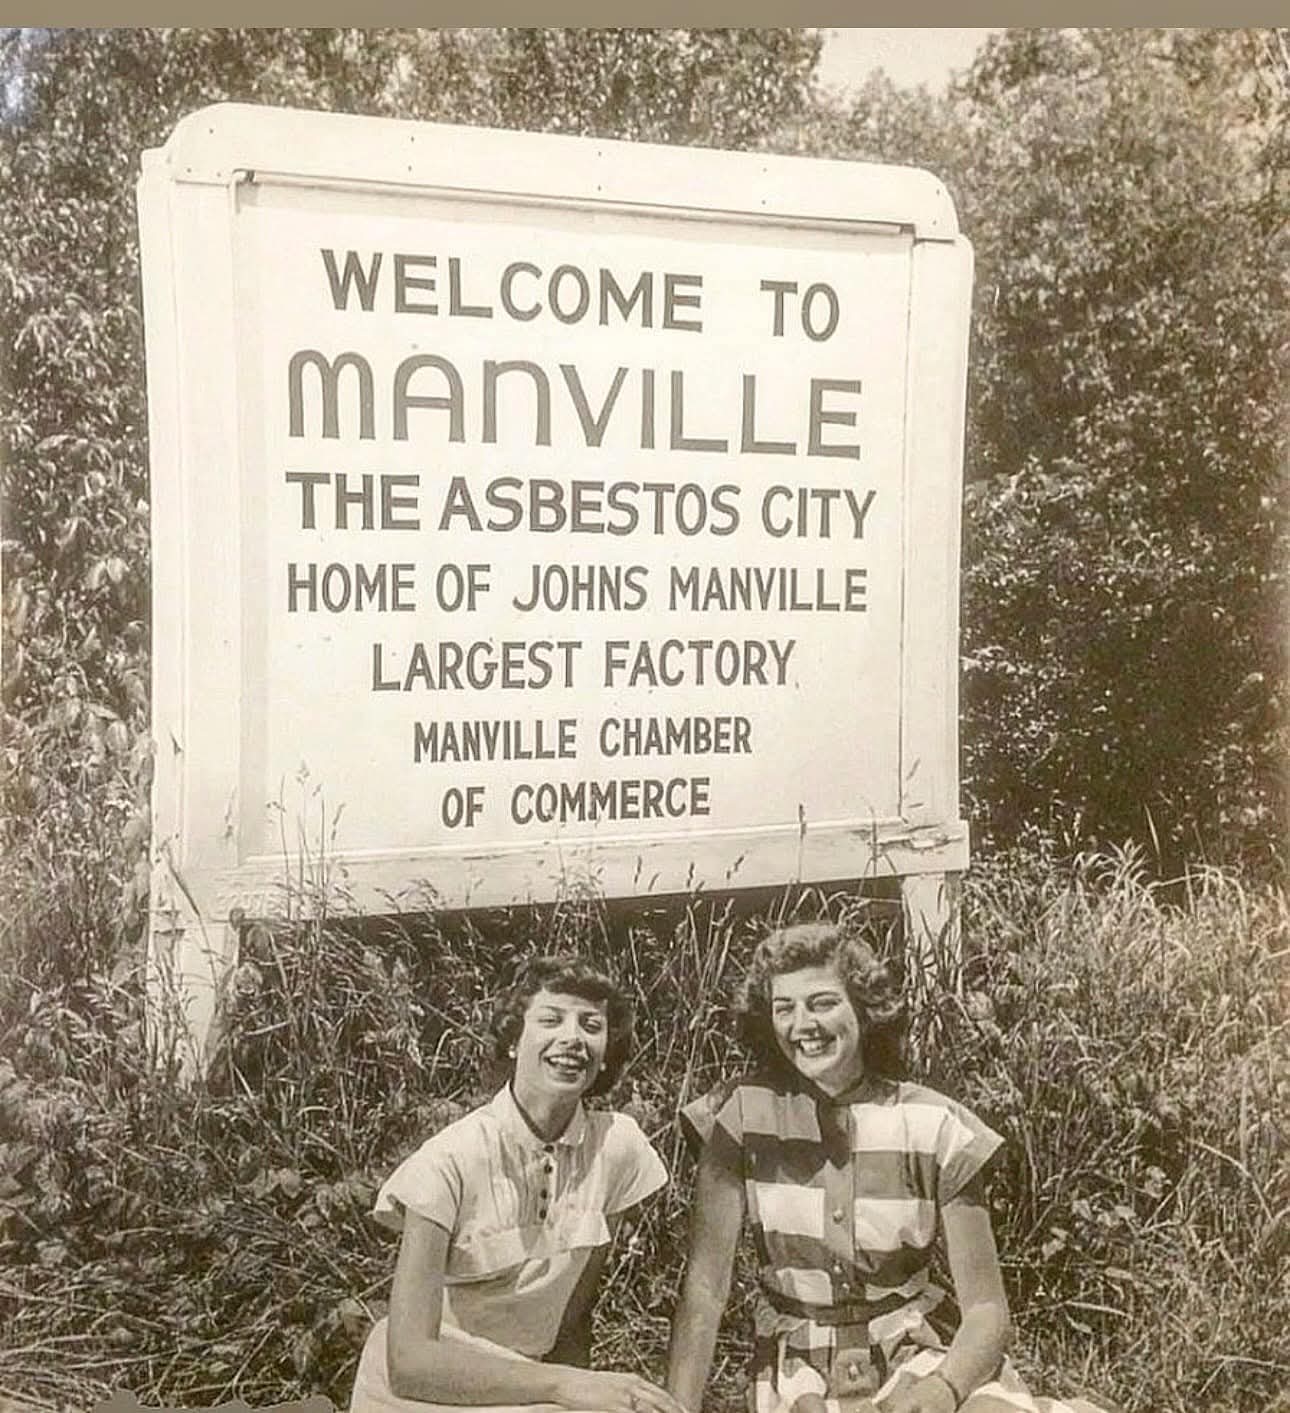 WELCOME TO
MANVILLE
THE ASBESTOS CITY
HOME OF JOHNS MANVILLE
LARGEST FACTORY
MANVILLE CHAMBER
OF COMMERCE